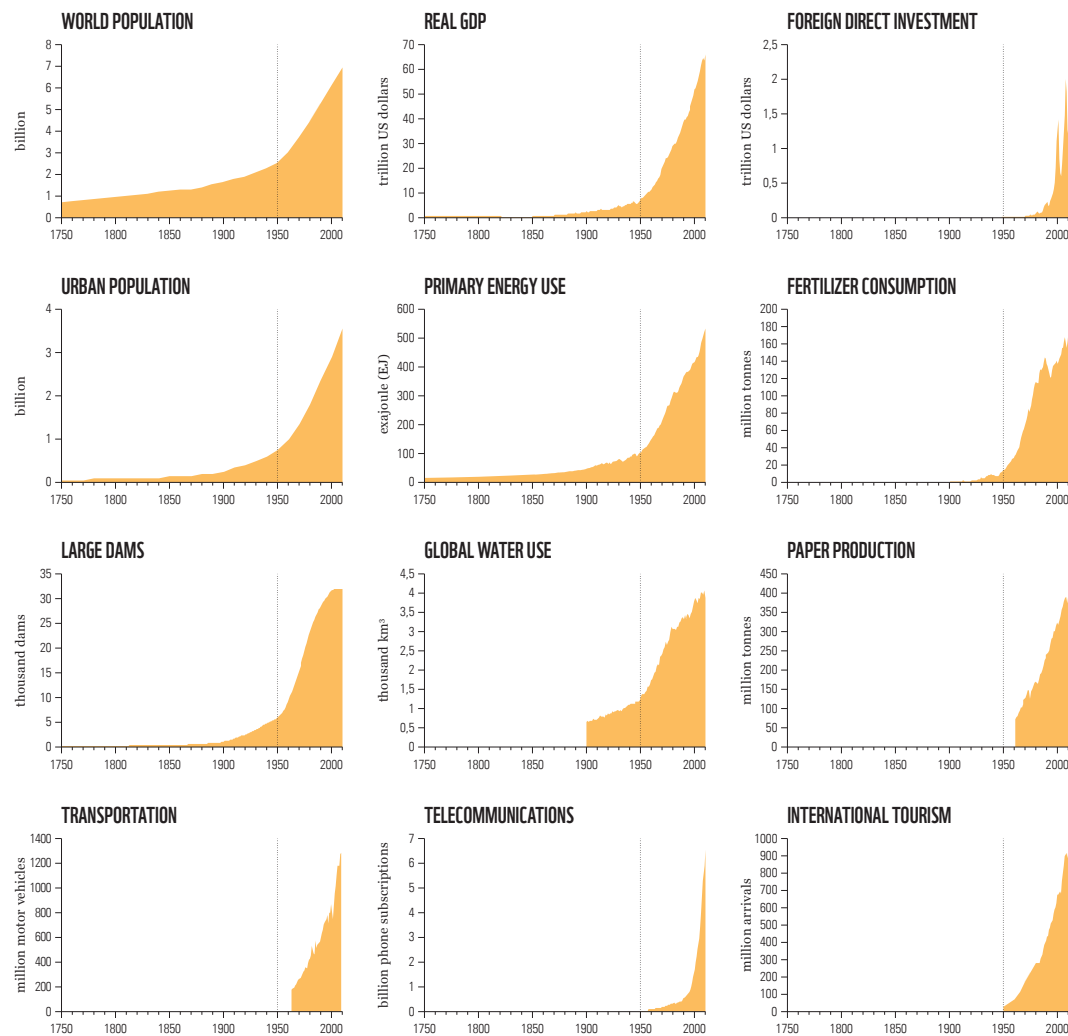 WORLD POPULATION
billion
8
7
6
5
4
3
2
1
0
1750 1800 1850 1900 1950 2000
REAL GDP
trillion US dollars
70
60
50
40
30
20
10
0
1750 1800 1850 1900 1950 2000
FOREIGN DIRECT INVESTMENT
trillion US dollars
2,5
2
1,5
1
0,5
0
1750 1800 1850 1900 1950 2000
URBAN POPULATION
billion
4
3
2
1
0
1750 1800 1850 1900 1950 2000
PRIMARY ENERGY USE
exajoule (EJ)
600
500
400
300
200
100
0
1750 1800 1850 1900 1950 2000
FERTILIZER CONSUMPTION
million tonnes
200
180
160
140
120
100
80
60
40
20
0
1750 1800 1850 1900 1950 2000
LARGE DAMS
thousand dams
35
30
25
20
15
10
5
0
1750 1800 1850 1900 1950 2000
GLOBAL WATER USE
thousand km³
4,5
4
3,5
3
2,5
2
1,5
1
0,5
0
1750 1800 1850 1900 1950 2000
PAPER PRODUCTION
million tonnes
450
400
350
300
250
200
150
100
50
0
1750 1800 1850 1900 1950 2000
TRANSPORTATION
million motor vehicles
1400
1200
1000
800
600
400
200
0
1750 1800 1850 1900 1950 2000
TELECOMMUNICATIONS
billion phone subscriptions
7
6
5
4
3
2
1
0
1750 1800 1850 1900 1950 2000
INTERNATIONAL TOURISM
million arrivals
1000
900
800
700
600
500
400
300
200
100
0
1750 1800 1850 1900 1950 2000